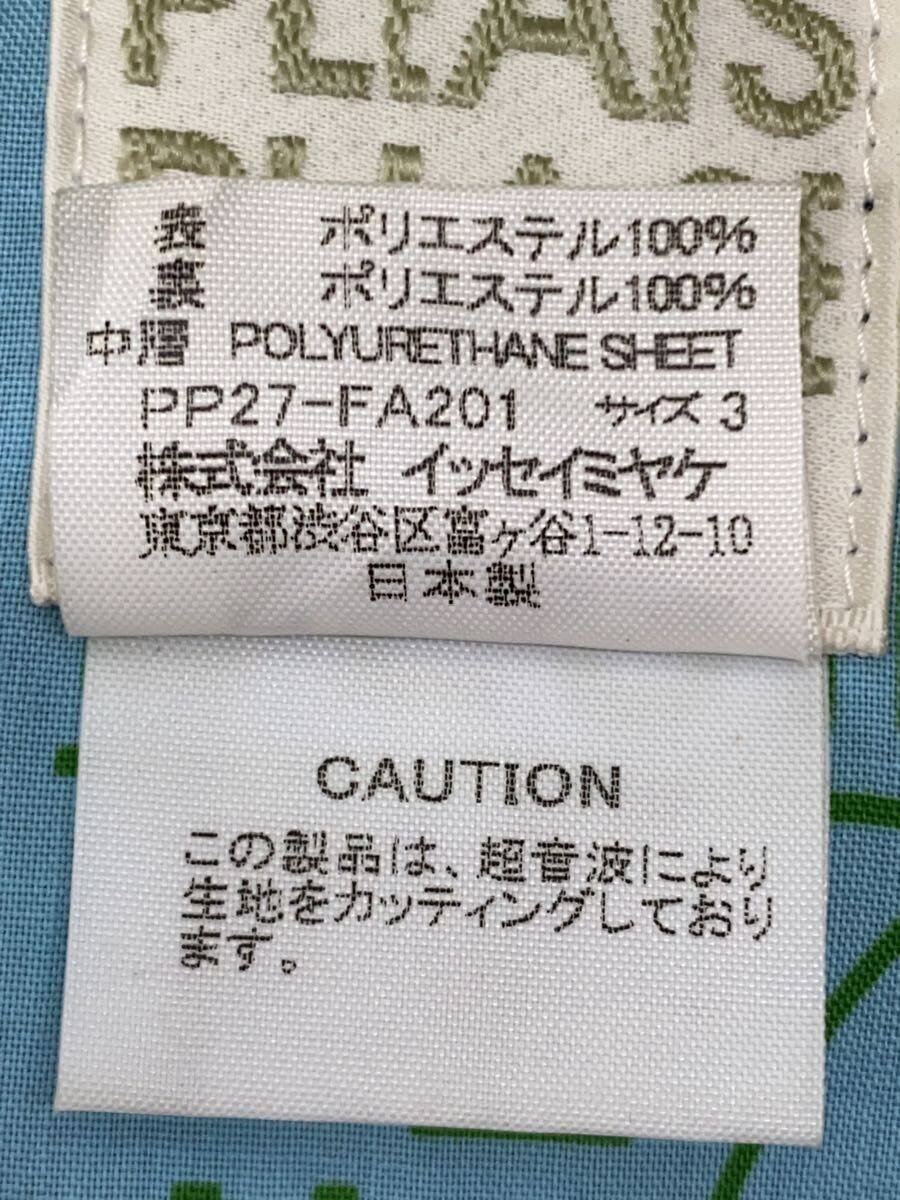 PLEATS
表 ポリエステル100%
裏 ポリエステル100%
中層 POLYURETHANE SHEET
PP27-FA201 サイズ 3
株式会社 イッセイミヤケ
東京都渋谷区富ヶ谷1-12-10
日本製
CAUTION
この製品は、超音波により
生地をカッティングしており
ます。